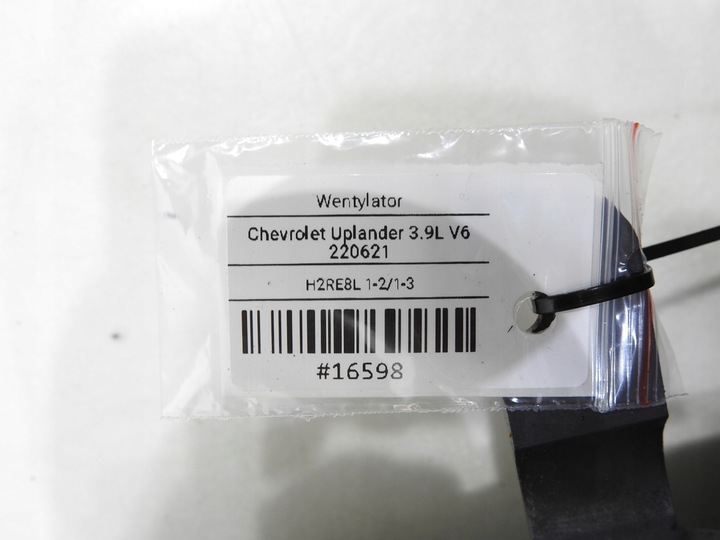 Wentylator
Chevrolet Uplander 3.9L V6
220621
H2RE8L 1-2/1-3
#16598